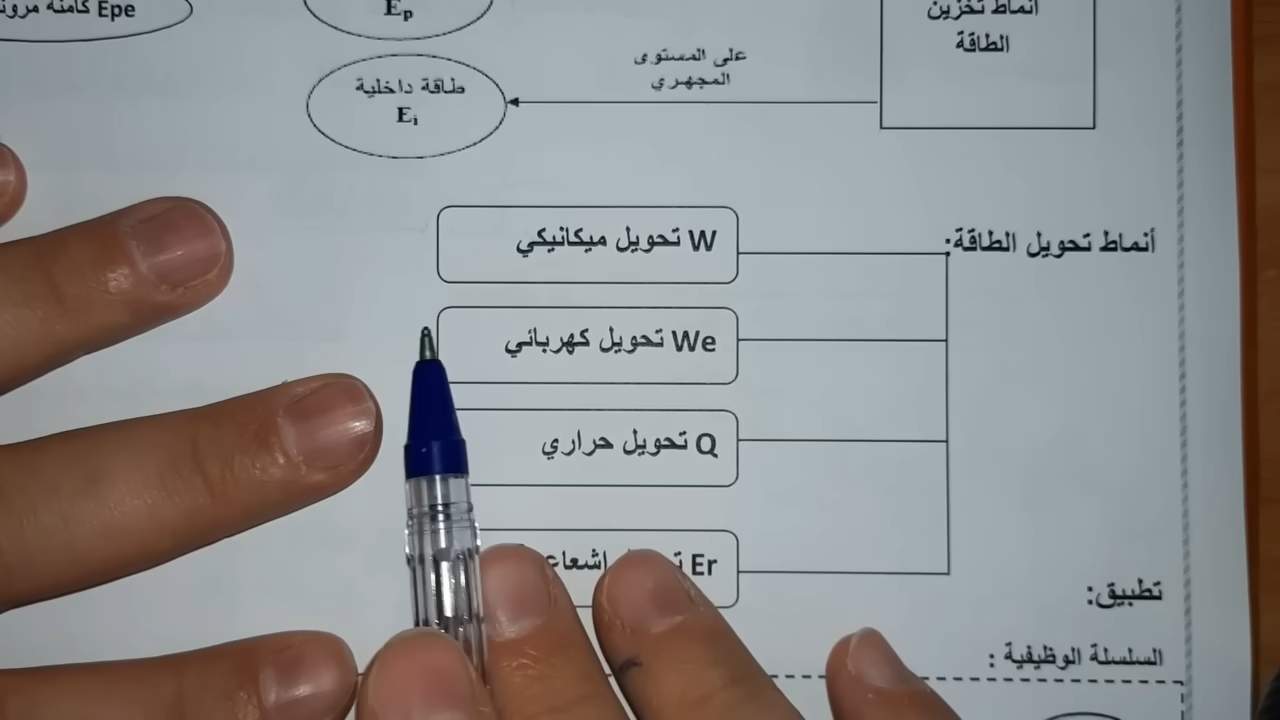 أنماط تخزين
الطاقة
Ep
Epe كامنة
على المستوى
المجهري
طاقة داخلية
Ei
أنماط تحويل الطاقة:
W تحويل ميكانيكي
We تحويل كهربائي
Q تحويل حراري
Er
تطبيق:
السلسلة الوظيفية :